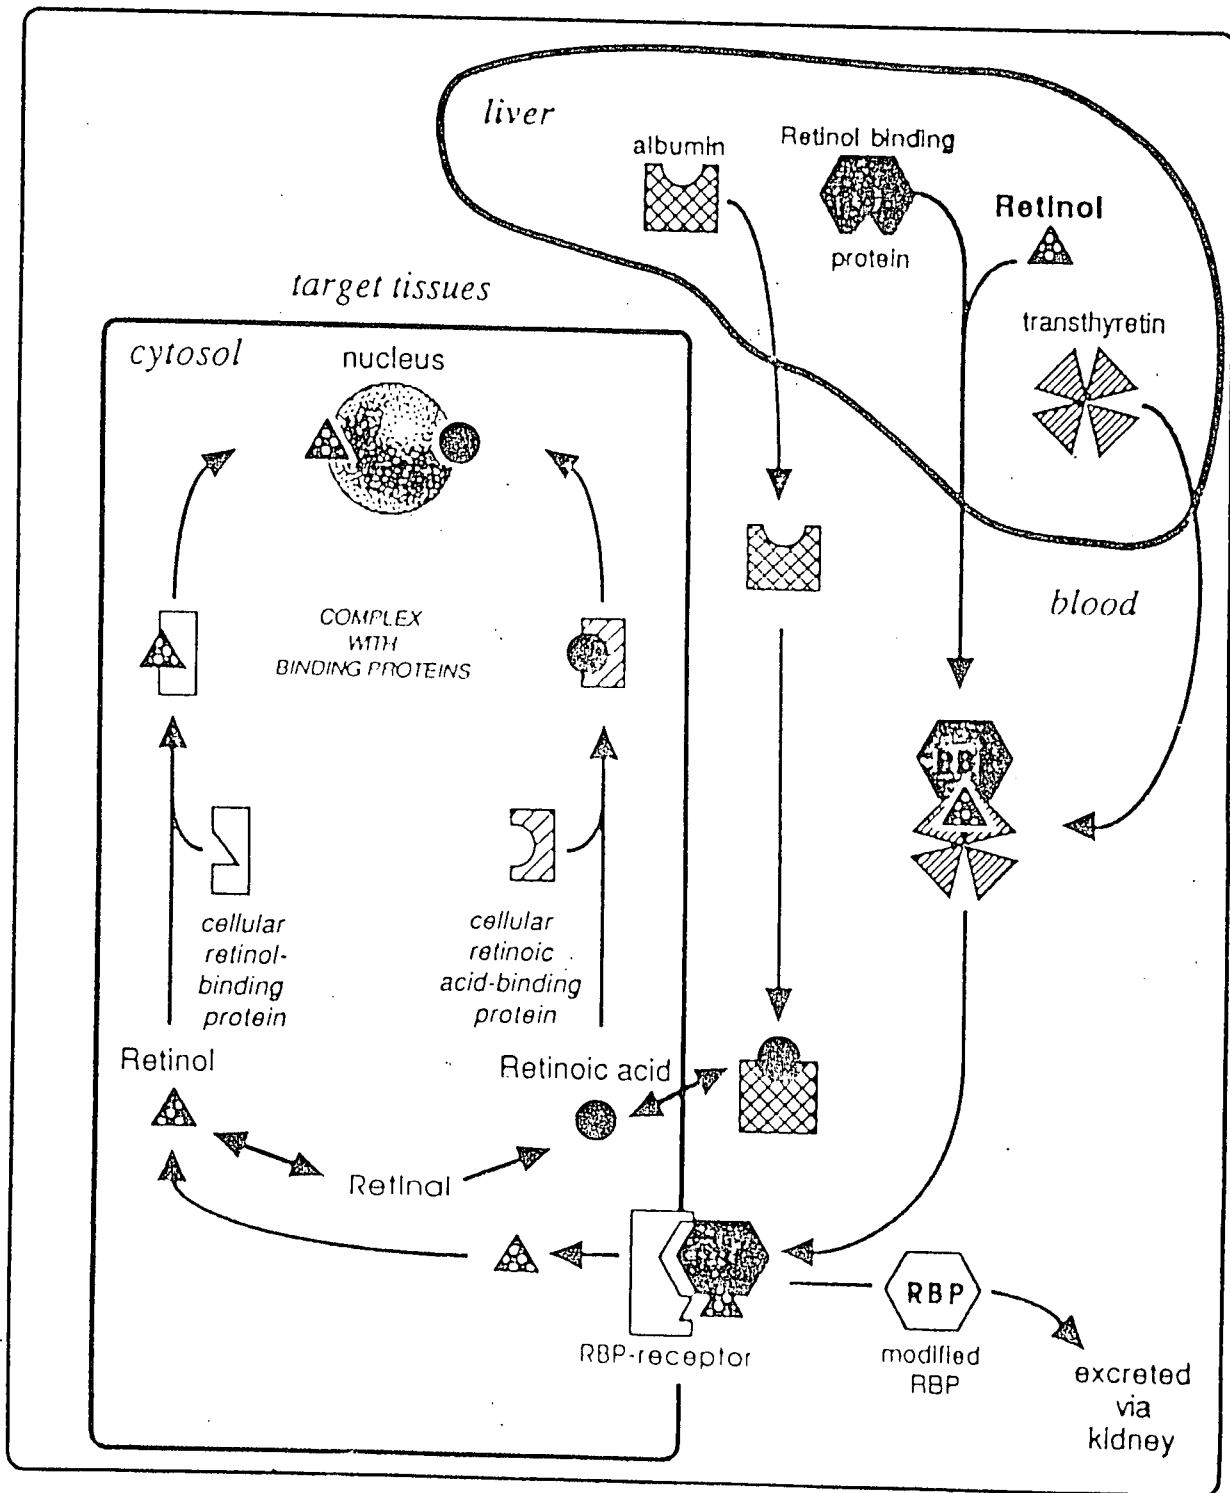 liver
albumin
Retinol binding
protein
Retinol
transthyretin
target tissues
cytosol
nucleus
blood
COMPLEX
WITH
BINDING PROTEINS
cellular
retinol-
binding
protein
cellular
retinoic
acid-binding
protein
Retinol
Retinoic acid
Retinal
RBP-receptor
RBP
modified
RBP
excreted
via
kidney